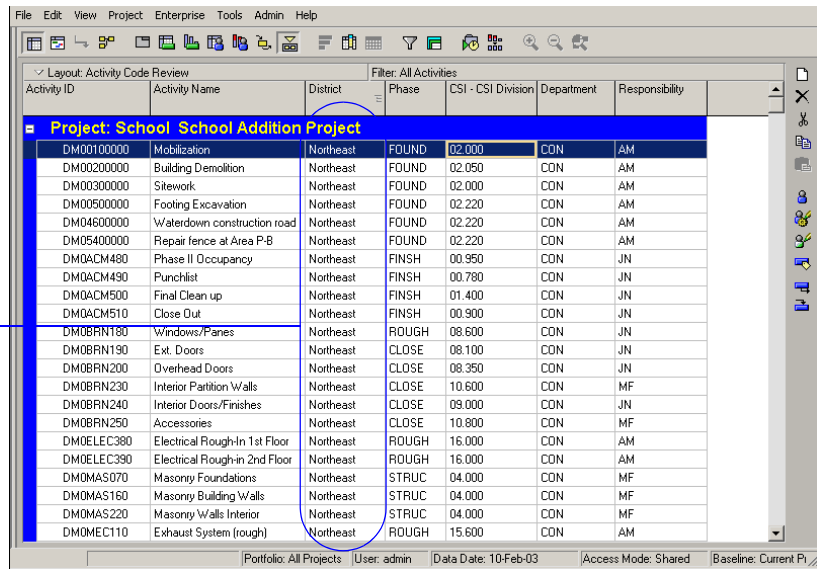 File Edit View Project Enterprise Tools Admin Help
Layout: Activity Code Review Filter: All Activities
Activity ID Activity Name District Phase CSI - CSI Division Department Responsibility
Project: School School Addition Project
DM00100000 Mobilization Northeast FOUND 02.000 CON AM
DM00200000 Building Demolition Northeast FOUND 02.050 CON AM
DM00300000 Sitework Northeast FOUND 02.000 CON AM
DM00500000 Footing Excavation Northeast FOUND 02.220 CON AM
DM04600000 Waterdown construction road Northeast FOUND 02.220 CON AM
DM05400000 Repair fence at Area P-B Northeast FOUND 02.220 CON AM
DM0ACM480 Phase II Occupancy Northeast FINSH 00.950 CON JN
DM0ACM490 Punchlist Northeast FINSH 00.780 CON JN
DM0ACM500 Final Clean up Northeast FINSH 01.400 CON JN
DM0ACM510 Close Out Northeast FINSH 00.900 CON JN
DM0BRN180 Windows/Panes Northeast ROUGH 08.600 CON JN
DM0BRN190 Ext. Doors Northeast CLOSE 08.100 CON JN
DM0BRN200 Overhead Doors Northeast CLOSE 08.350 CON JN
DM0BRN230 Interior Partition Walls Northeast CLOSE 10.600 CON MF
DM0BRN240 Interior Doors/Finishes Northeast CLOSE 09.000 CON JN
DM0BRN250 Accessories Northeast CLOSE 10.800 CON MF
DM0ELEC380 Electrical Rough-In 1st Floor Northeast ROUGH 16.000 CON AM
DM0ELEC390 Electrical Rough-in 2nd Floor Northeast ROUGH 16.000 CON AM
DM0MAS070 Masonry Foundations Northeast STRUC 04.000 CON MF
DM0MAS160 Masonry Building Walls Northeast STRUC 04.000 CON MF
DM0MAS220 Masonry Walls Interior Northeast STRUC 04.000 CON MF
DM0MEC110 Exhaust System (rough) Northeast ROUGH 15.600 CON AM
Portfolio: All Projects User: admin Data Date: 10-Feb-03 Access Mode: Shared Baseline: Current